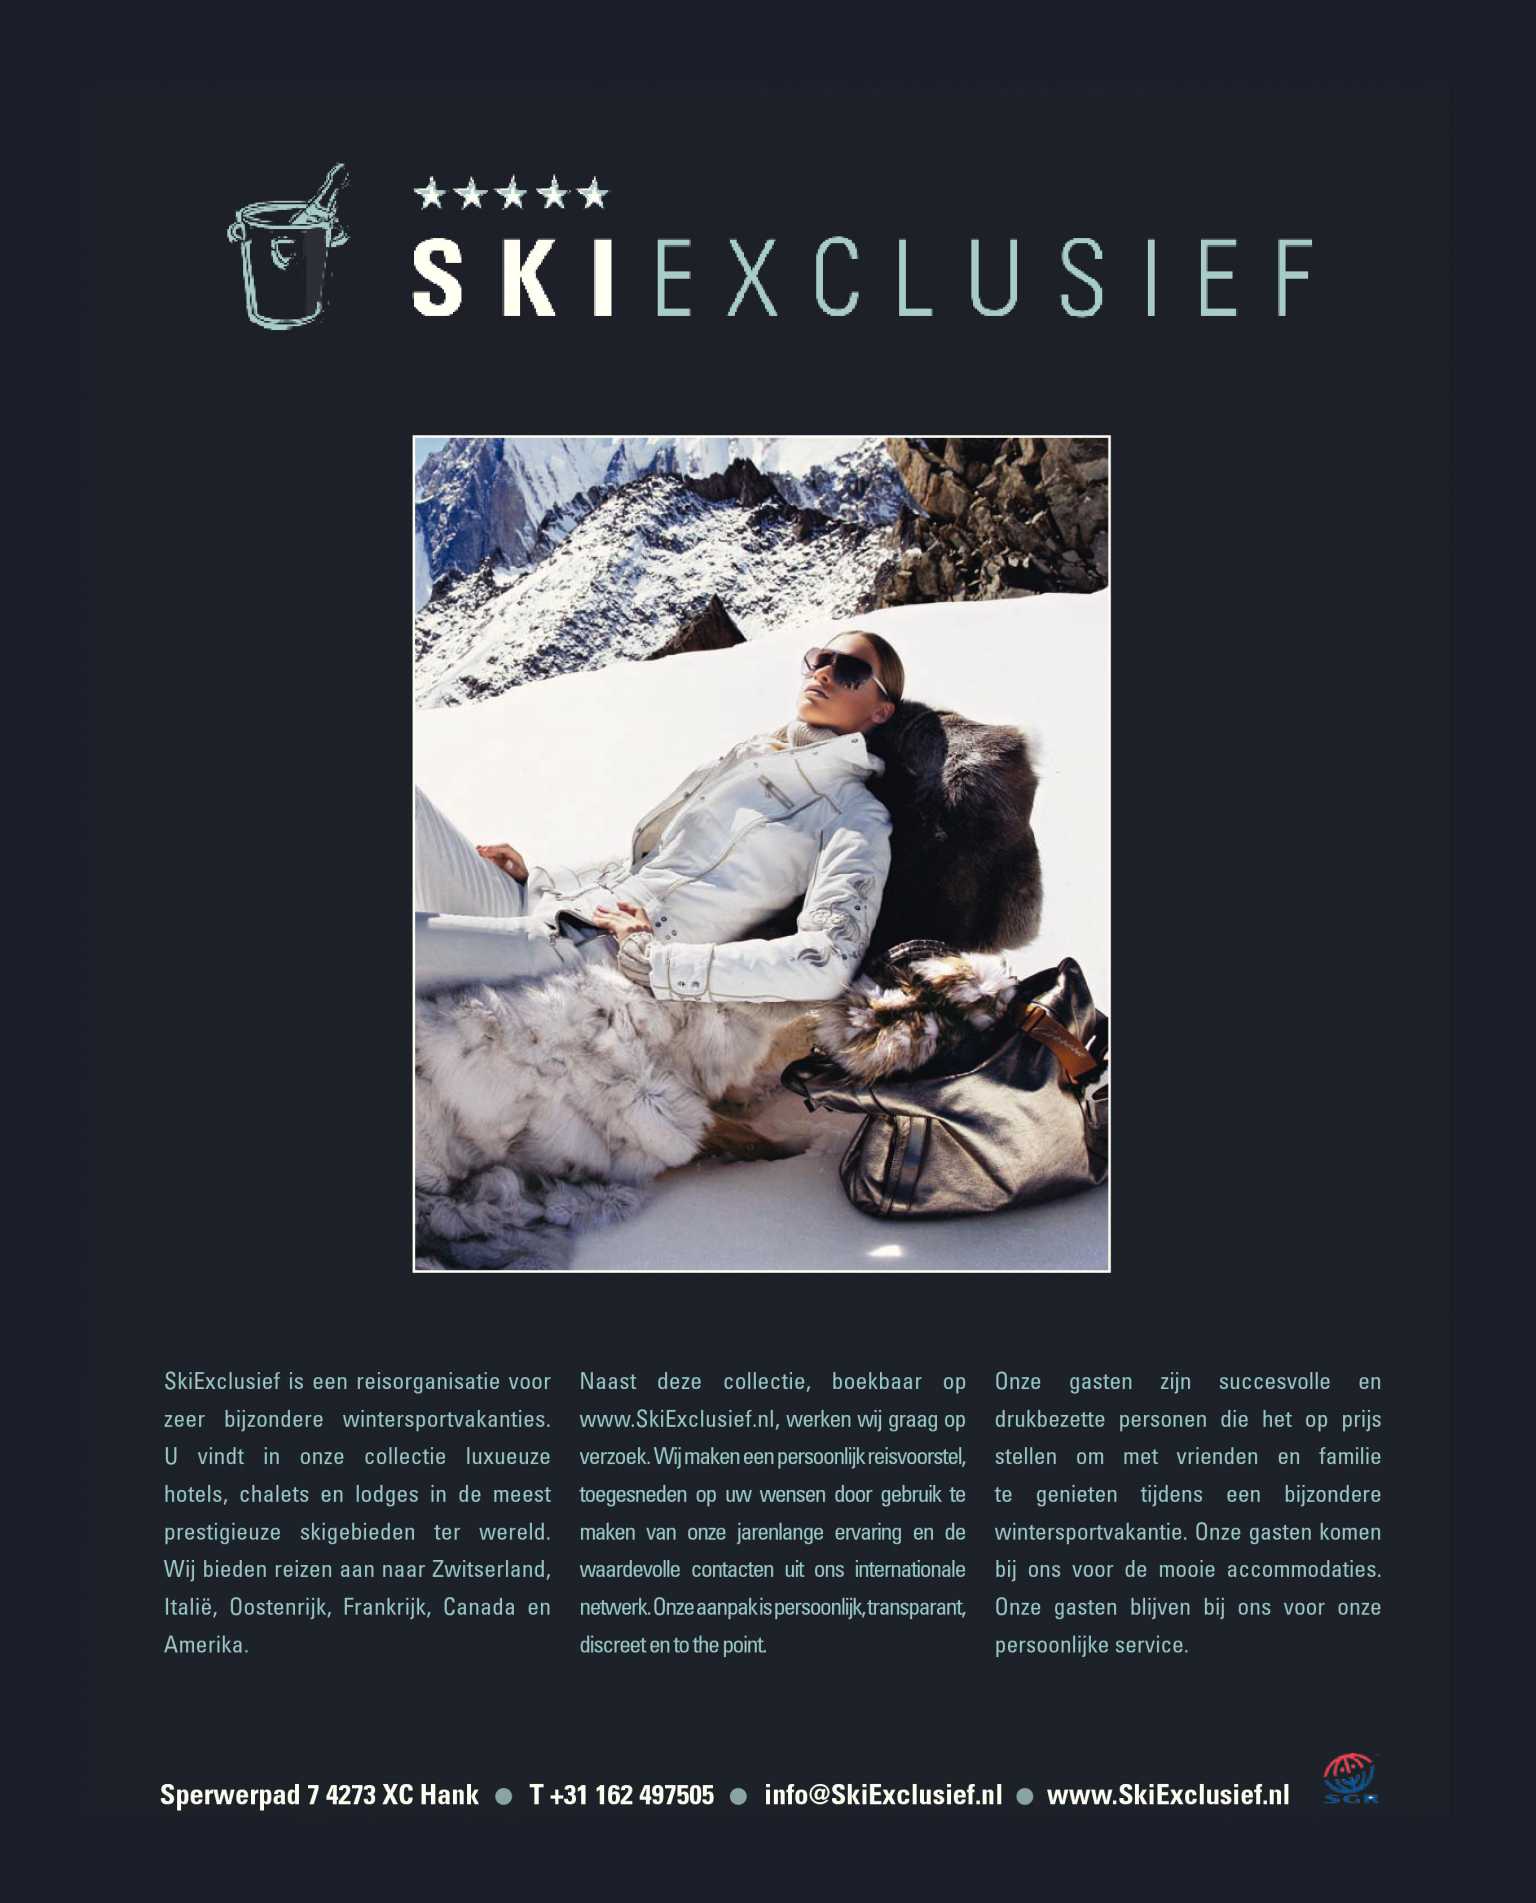 SKIEXCLUSIEF
SkiExclusief is een reisorganisatie voor
zeer bijzondere wintersportvakanties.
U vindt in onze collectie luxueuze
hotels, chalets en lodges in de meest
prestigieuze skigebieden ter wereld.
Wij bieden reizen aan naar Zwitserland,
Italië, Oostenrijk, Frankrijk, Canada en
Amerika.
Naast deze collectie, boekbaar op
www.SkiExclusief.nl, werken wij graag op
verzoek. Wij maken een persoonlijk reisvoorstel,
toegesneden op uw wensen door gebruik te
maken van onze jarenlange ervaring en de
waardevolle contacten uit ons internationale
netwerk. Onze aanpak is persoonlijk, transparant,
discreet en to the point.
Onze gasten zijn succesvolle en
drukbezette personen die het op prijs
stellen om met vrienden en familie
te genieten tijdens een bijzondere
wintersportvakantie. Onze gasten komen
bij ons voor de mooie accommodaties.
Onze gasten blijven bij ons voor onze
persoonlijke service.
Sperwerpad 7 4273 XC Hank ● T +31 162 497505 ● info@SkiExclusief.nl ● www.SkiExclusief.nl
SGR